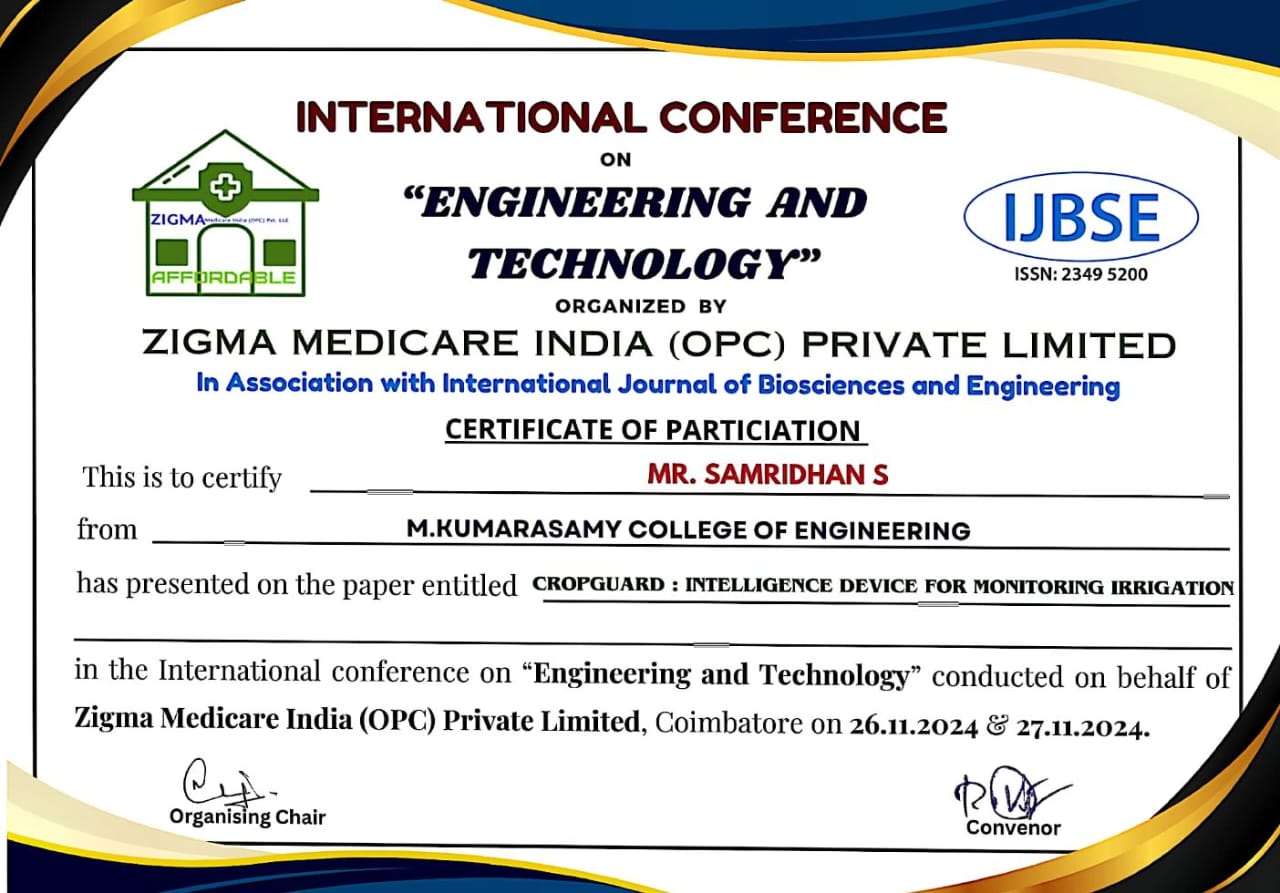 INTERNATIONAL CONFERENCE
ON
“ENGINEERING AND
TECHNOLOGY”
ZIGMA Medicare India (OPC) Pvt. Ltd.
AFFORDABLE
IJBSE
ISSN: 2349 5200
ORGANIZED BY
ZIGMA MEDICARE INDIA (OPC) PRIVATE LIMITED
In Association with International Journal of Biosciences and Engineering
CERTIFICATE OF PARTICIATION
This is to certify MR. SAMRIDHAN S
from M.KUMARASAMY COLLEGE OF ENGINEERING
has presented on the paper entitled CROPGUARD : INTELLIGENCE DEVICE FOR MONITORING IRRIGATION
in the International conference on “Engineering and Technology” conducted on behalf of
Zigma Medicare India (OPC) Private Limited, Coimbatore on 26.11.2024 & 27.11.2024.
Organising Chair
Convenor